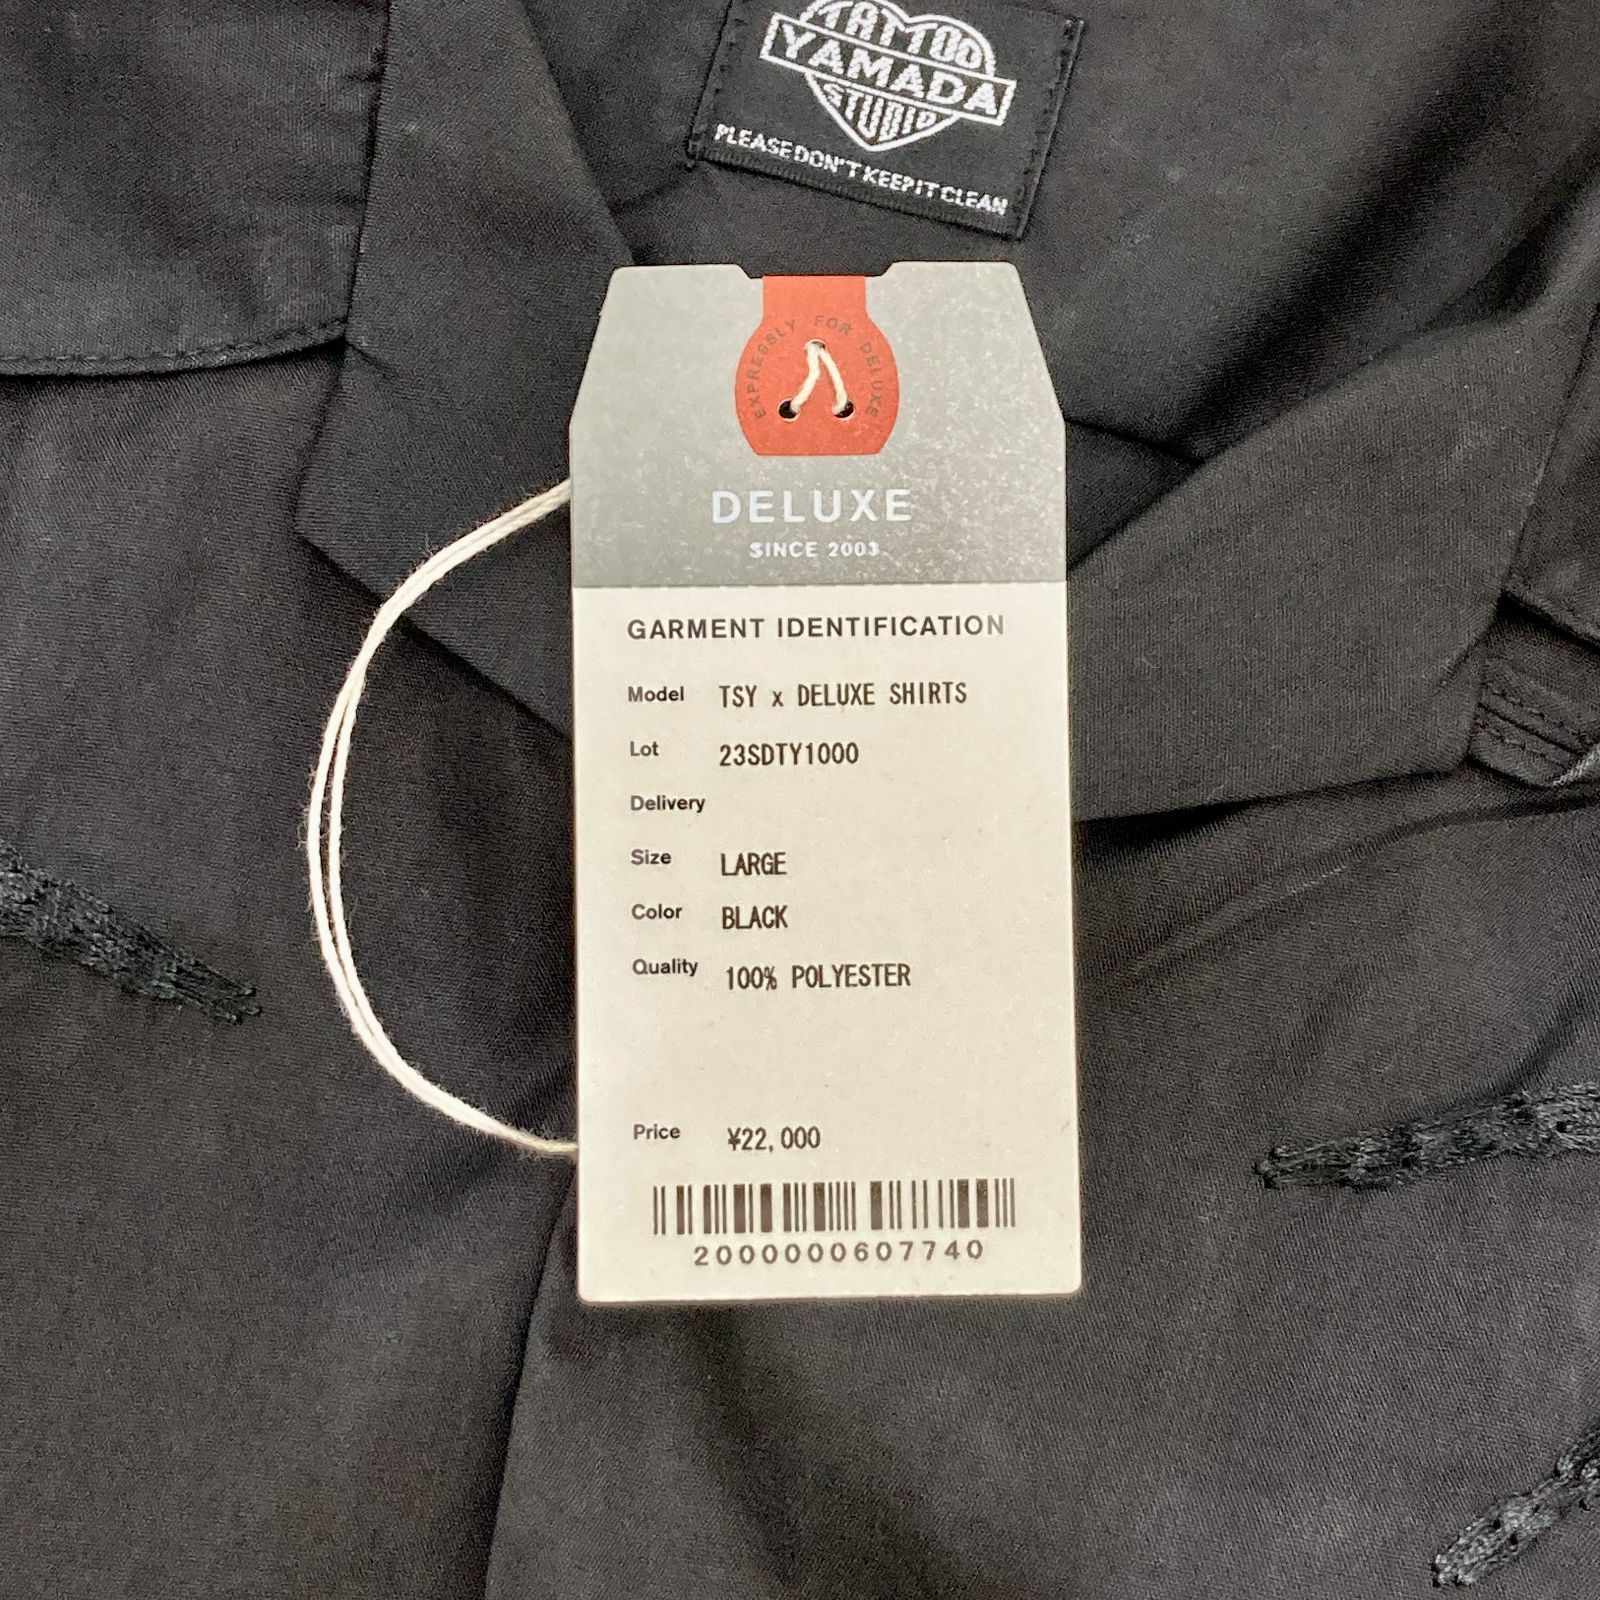 TATTOO
YAMADA
STUDIO
PLEASE DON'T KEEP IT CLEAN
EXPRESSLY FOR DELUXE
DELUXE
SINCE 2003
GARMENT IDENTIFICATION
Model TSY x DELUXE SHIRTS
Lot 23SDTY1000
Delivery
Size LARGE
Color BLACK
Quality 100% POLYESTER
Price ¥22,000
2000000607740